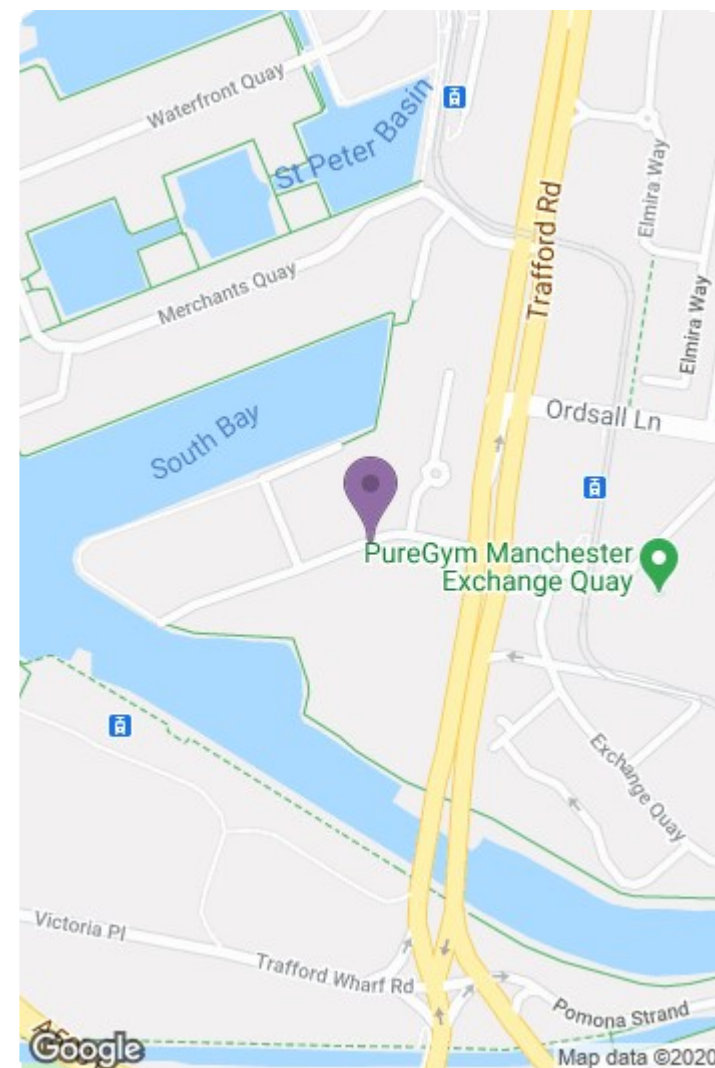 Waterfront Quay
St Peter Basin
Elmira Way
Trafford Rd
Merchants Quay
Elmira Way
Ordsall Ln
South Bay
PureGym Manchester
Exchange Quay
Exchange Quay
Victoria Pl
Trafford Wharf Rd
Pomona Strand
Google
Map data ©2020